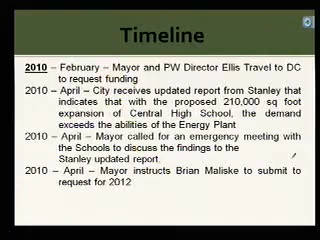 Timeline
2010 – February – Mayor and PW Director Ellis Travel to DC
to request funding
2010 – April – City receives updated report from Stanley that
indicates that with the proposed 210,000 sq foot
expansion of Central High School, the demand
exceeds the abilities of the Energy Plant
2010 – April – Mayor called for an emergency meeting with
the Schools to discuss the findings to the
Stanley updated report.
2010 – April – Mayor instructs Brian Maliske to submit to
request for 2012